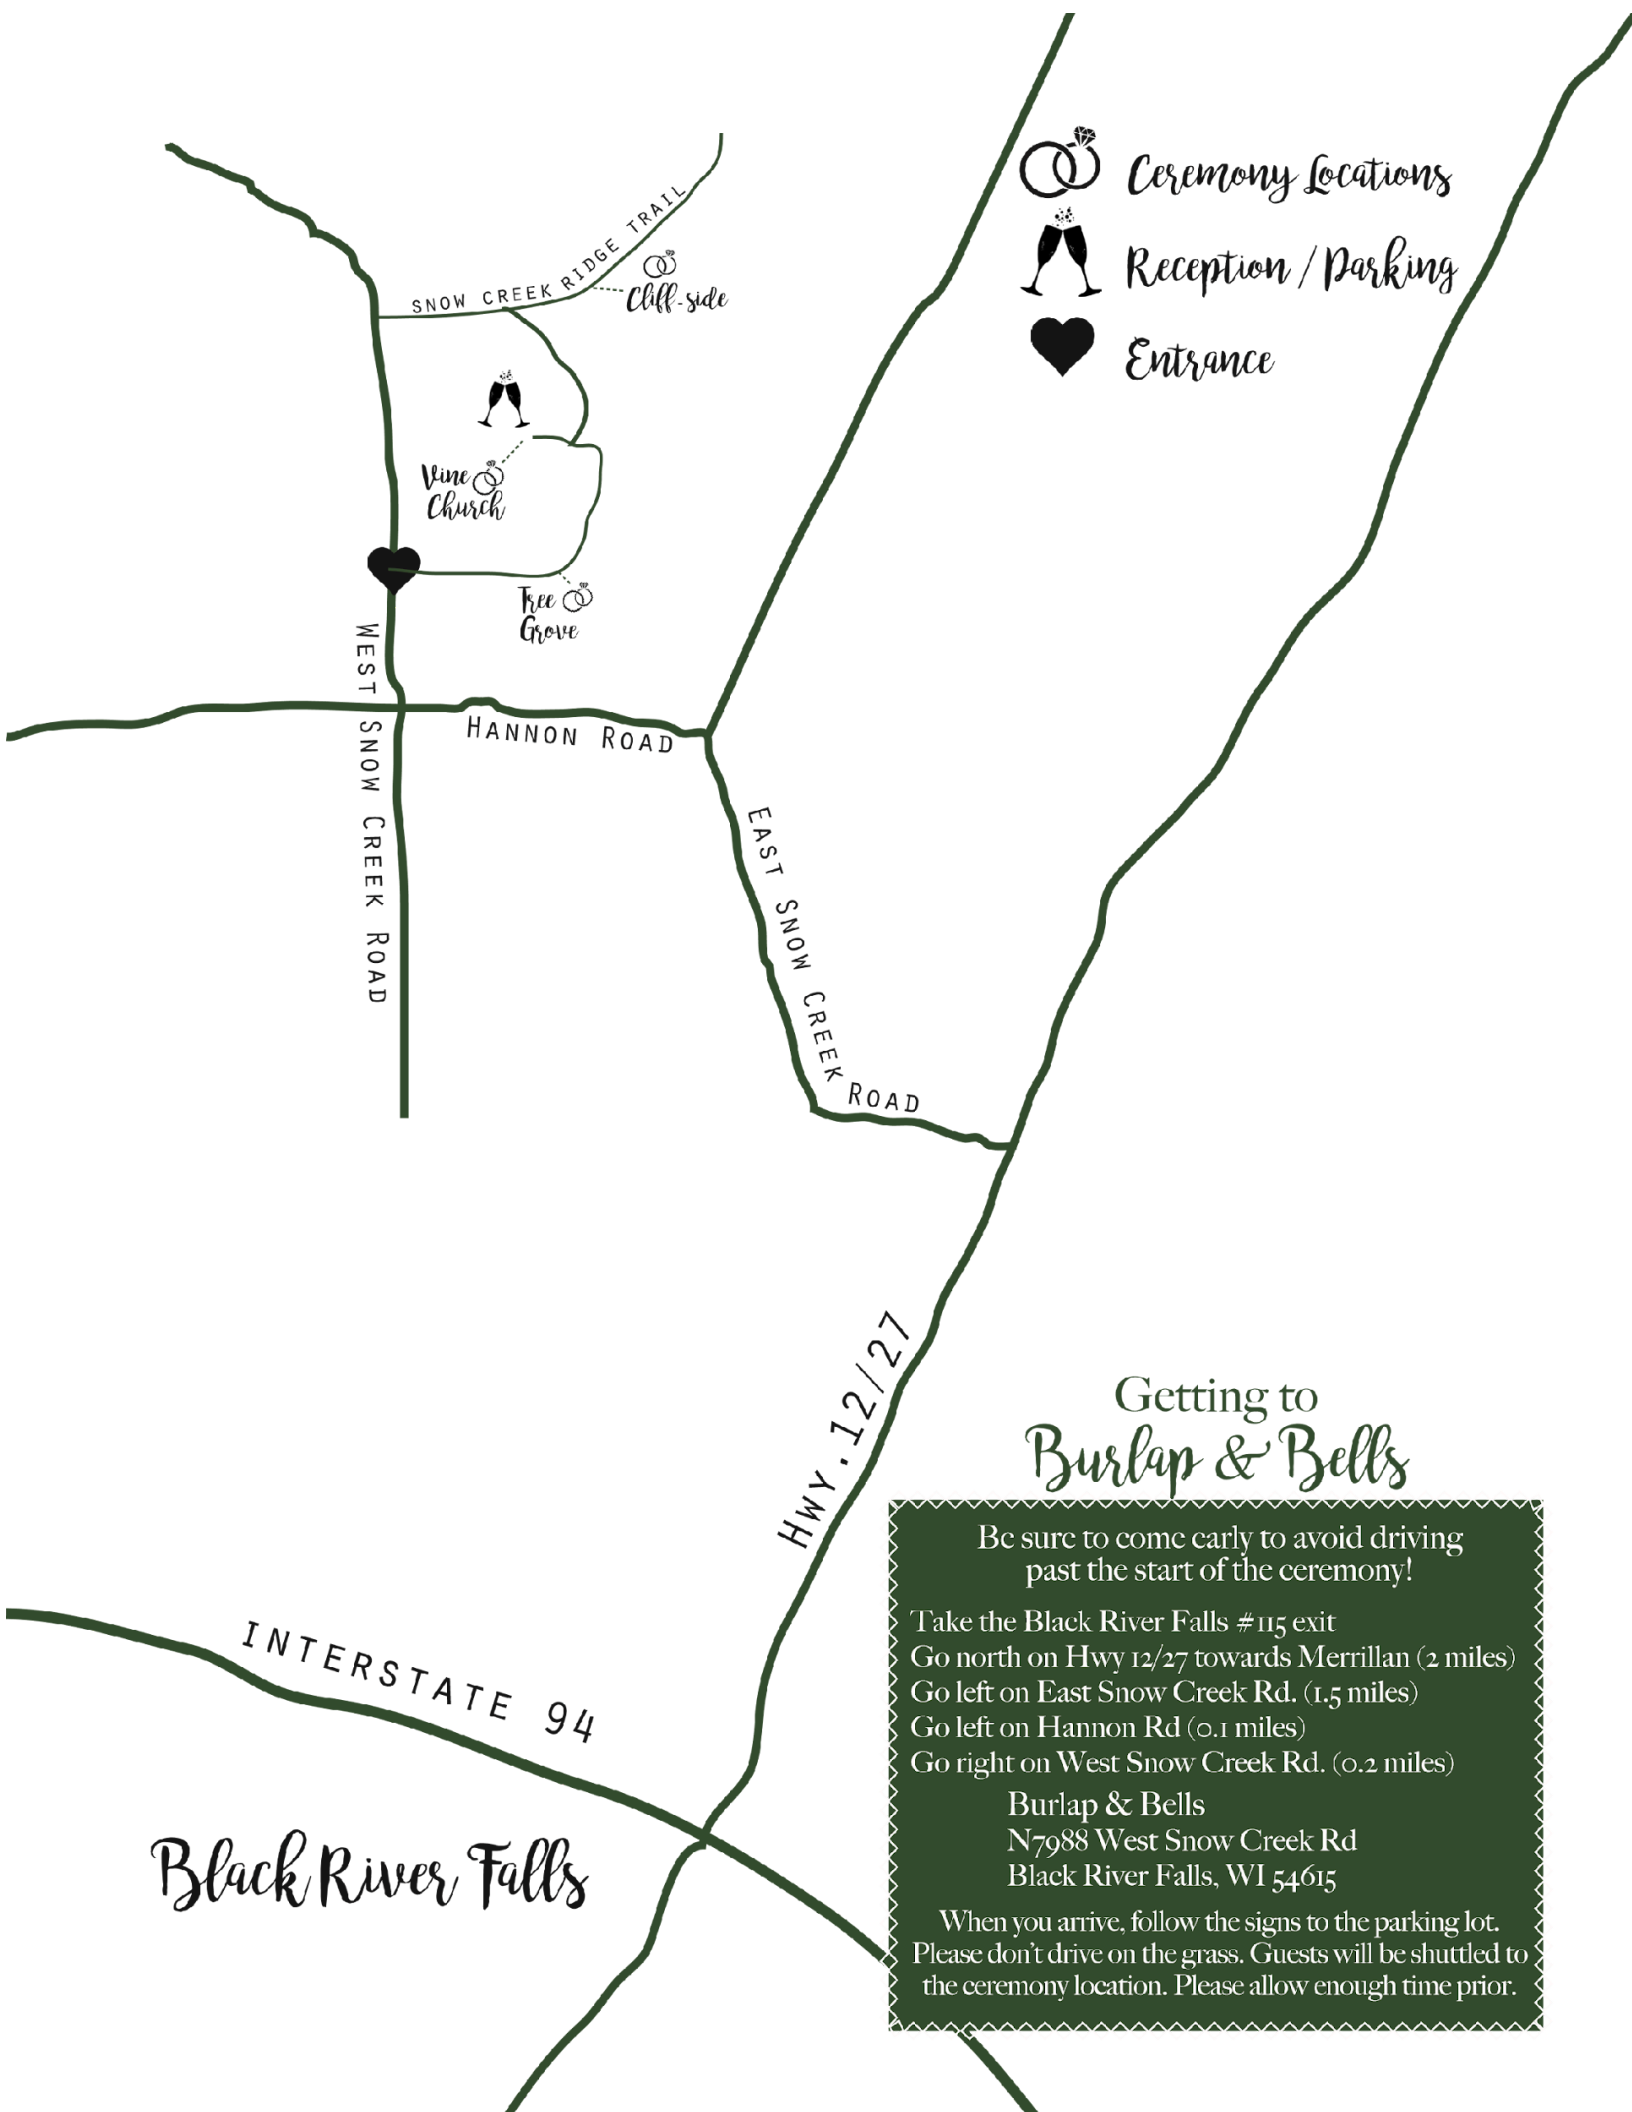 Ceremony Locations
Reception / Parking
Entrance
SNOW CREEK RIDGE TRAIL
Cliff-side
Vine
Church
Tree
Grove
WEST SNOW CREEK ROAD
HANNON ROAD
EAST SNOW CREEK ROAD
HWY. 12/27
INTERSTATE 94
Black River Falls
Getting to
Burlap & Bells
Be sure to come early to avoid driving
past the start of the ceremony!
Take the Black River Falls #115 exit
Go north on Hwy 12/27 towards Merrillan (2 miles)
Go left on East Snow Creek Rd. (1.5 miles)
Go left on Hannon Rd (0.1 miles)
Go right on West Snow Creek Rd. (0.2 miles)
Burlap & Bells
N7988 West Snow Creek Rd
Black River Falls, WI 54615
When you arrive, follow the signs to the parking lot.
Please don't drive on the grass. Guests will be shuttled to
the ceremony location. Please allow enough time prior.